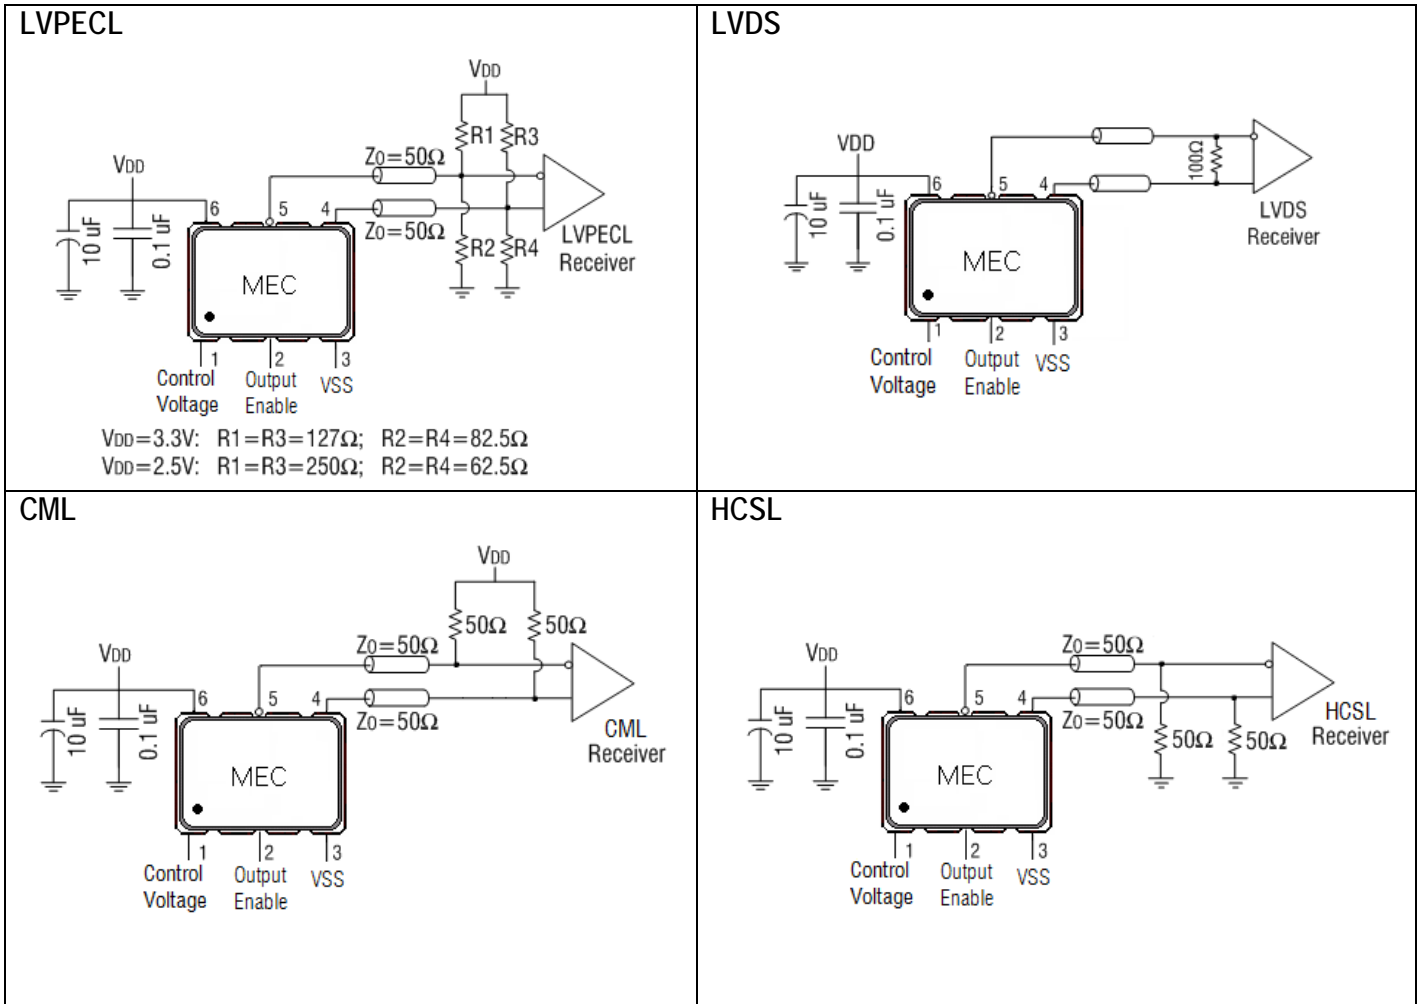 LVPECL
VDD
R1
R3
Zo=50Ω
VDD
6
5
4
Zo=50Ω
10 uF
0.1 uF
R2
R4
LVPECL
Receiver
MEC
1
2
3
Control
Voltage
Output
Enable
VSS
VDD=3.3V: R1=R3=127Ω; R2=R4=82.5Ω
VDD=2.5V: R1=R3=250Ω; R2=R4=62.5Ω
LVDS
VDD
6
5
4
100Ω
10 uF
0.1 uF
LVDS
Receiver
MEC
1
2
3
Control
Voltage
Output
Enable
VSS
CML
VDD
50Ω
50Ω
Zo=50Ω
VDD
6
5
4
Zo=50Ω
10 uF
0.1 uF
CML
Receiver
MEC
1
2
3
Control
Voltage
Output
Enable
VSS
HCSL
Zo=50Ω
VDD
6
5
4
Zo=50Ω
10 uF
0.1 uF
50Ω
50Ω
HCSL
Receiver
MEC
1
2
3
Control
Voltage
Output
Enable
VSS